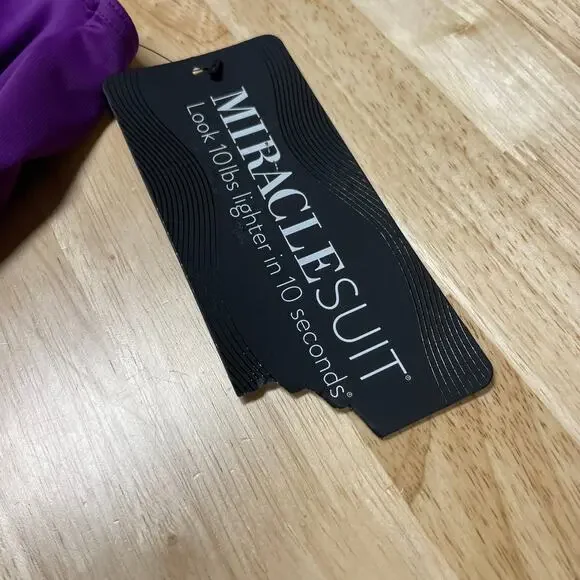 MIRACLESUIT®
Look 10lbs lighter in 10 seconds®